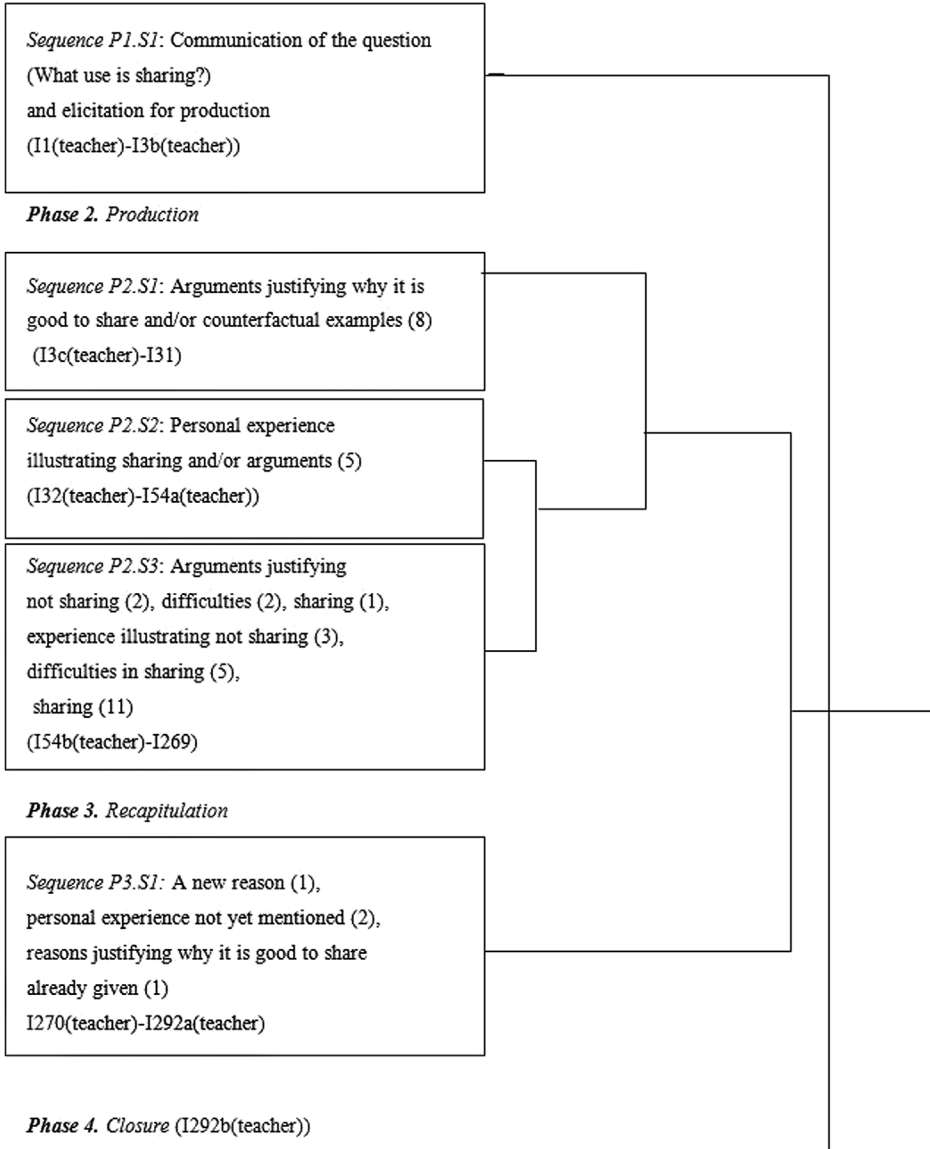 Sequence P1.S1: Communication of the question
(What use is sharing?)
and elicitation for production
(I1(teacher)-I3b(teacher))
Phase 2. Production
Sequence P2.S1: Arguments justifying why it is
good to share and/or counterfactual examples (8)
(I3c(teacher)-I31)
Sequence P2.S2: Personal experience
illustrating sharing and/or arguments (5)
(I32(teacher)-I54a(teacher))
Sequence P2.S3: Arguments justifying
not sharing (2), difficulties (2), sharing (1),
experience illustrating not sharing (3),
difficulties in sharing (5),
sharing (11)
(I54b(teacher)-I269)
Phase 3. Recapitulation
Sequence P3.S1: A new reason (1),
personal experience not yet mentioned (2),
reasons justifying why it is good to share
already given (1)
I270(teacher)-I292a(teacher)
Phase 4. Closure (I292b(teacher))